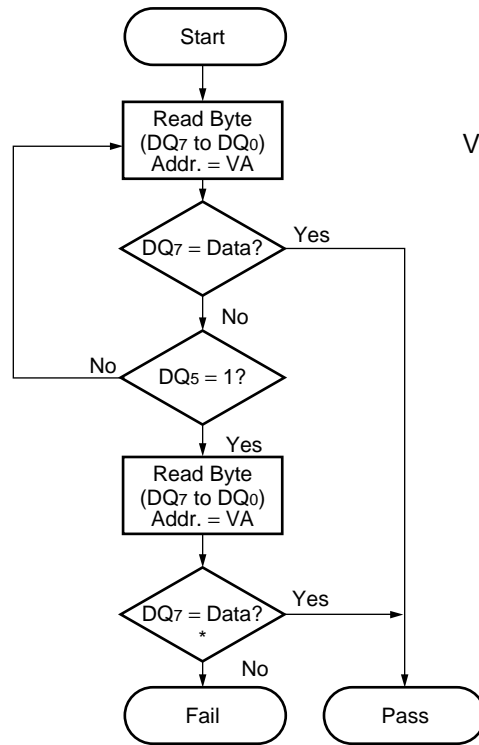 Start
Read Byte
(DQ7 to DQ0)
Addr. = VA
V
DQ7 = Data?
Yes
No
No
DQ5 = 1?
Yes
Read Byte
(DQ7 to DQ0)
Addr. = VA
DQ7 = Data?
*
Yes
No
Fail
Pass